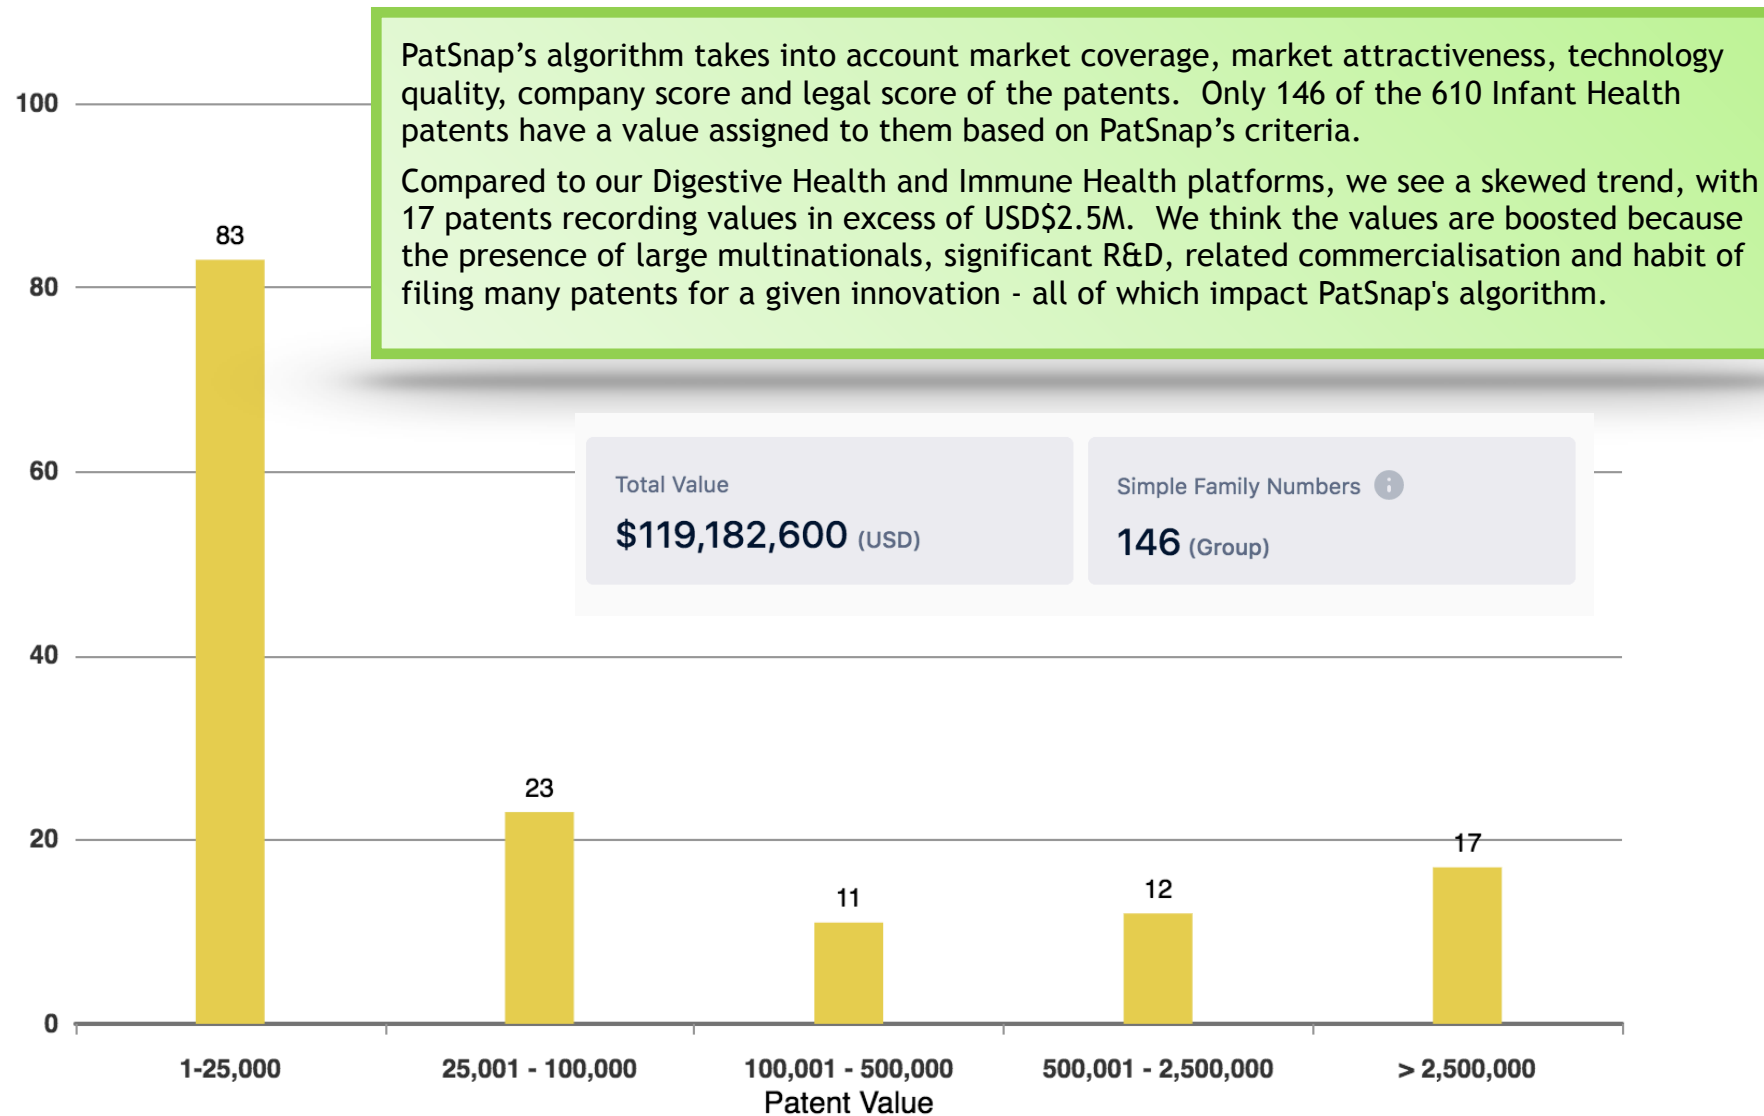 PatSnap’s algorithm takes into account market coverage, market attractiveness, technology
quality, company score and legal score of the patents.  Only 146 of the 610 Infant Health
patents have a value assigned to them based on PatSnap’s criteria.
Compared to our Digestive Health and Immune Health platforms, we see a skewed trend, with
17 patents recording values in excess of USD$2.5M.  We think the values are boosted because
the presence of large multinationals, significant R&D, related commercialisation and habit of
filing many patents for a given innovation - all of which impact PatSnap's algorithm.
Total Value
$119,182,600 (USD)
Simple Family Numbers
146 (Group)
100
80
60
40
20
0
83
23
11
12
17
1-25,000
25,001 - 100,000
100,001 - 500,000
500,001 - 2,500,000
> 2,500,000
Patent Value